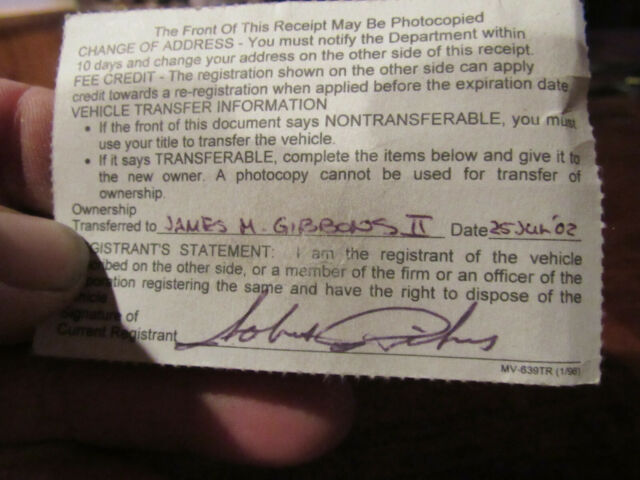 The Front Of This Receipt May Be Photocopied
CHANGE OF ADDRESS - You must notify the Department within
10 days and change your address on the other side of this receipt.
FEE CREDIT - The registration shown on the other side can apply
credit towards a re-registration when applied before the expiration date
VEHICLE TRANSFER INFORMATION
• If the front of this document says NONTRANSFERABLE, you must
use your title to transfer the vehicle.
• If it says TRANSFERABLE, complete the items below and give it to
the new owner. A photocopy cannot be used for transfer of
ownership.
Ownership
Transferred to JAMES M. GIBBONS II Date 25 JUL '02
GISTRANT'S STATEMENT: I am the registrant of the vehicle
bed on the other side, or a member of the firm or an officer of the
poration registering the same and have the right to dispose of the
hicle
Signature of
Current Registrant
MV-639TR (1/98)